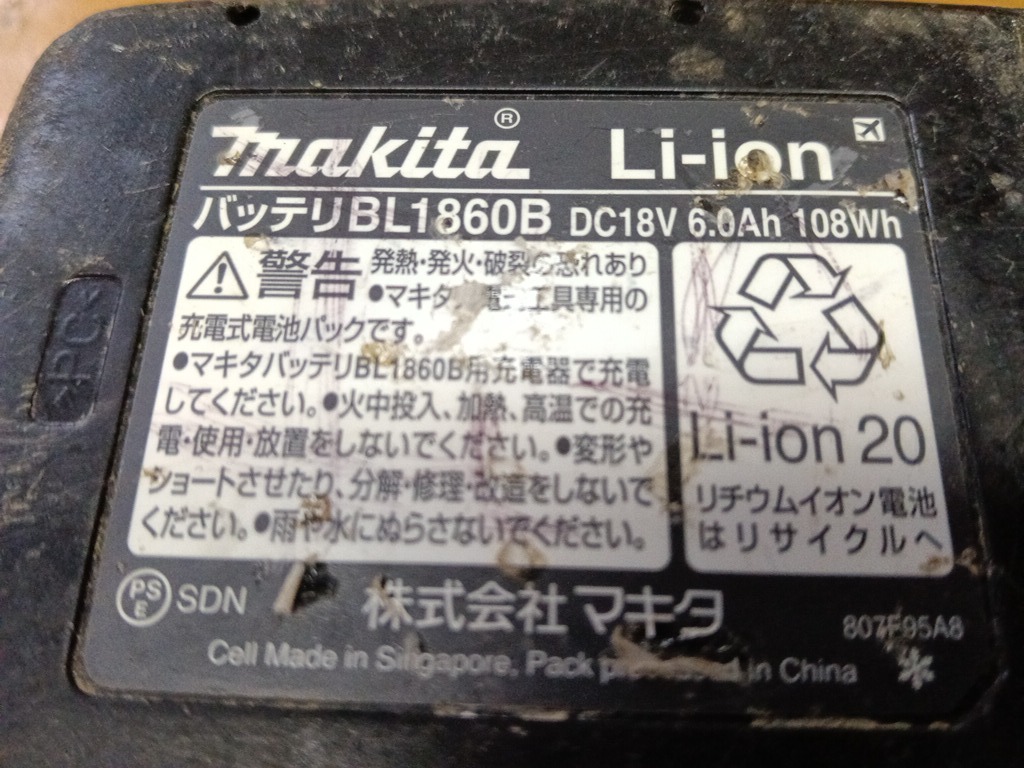 makita® Li-ion
バッテリBL1860B DC18V 6.0Ah 108Wh
警告 発熱・発火・破裂の恐れあり
●マキタ 電動工具専用の
充電式電池パックです。
●マキタバッテリBL1860B用充電器で充電
してください。●火中投入、加熱、高温での充
電・使用・放置をしないでください。●変形や
ショートさせたり、分解・修理・改造をしないで
ください。●雨や水にぬらさないでください。
Li-ion 20
リチウムイオン電池
はリサイクルへ
PSE SDN 株式会社マキタ
807F95A8
Cell Made in Singapore, Pack in China
>PC<